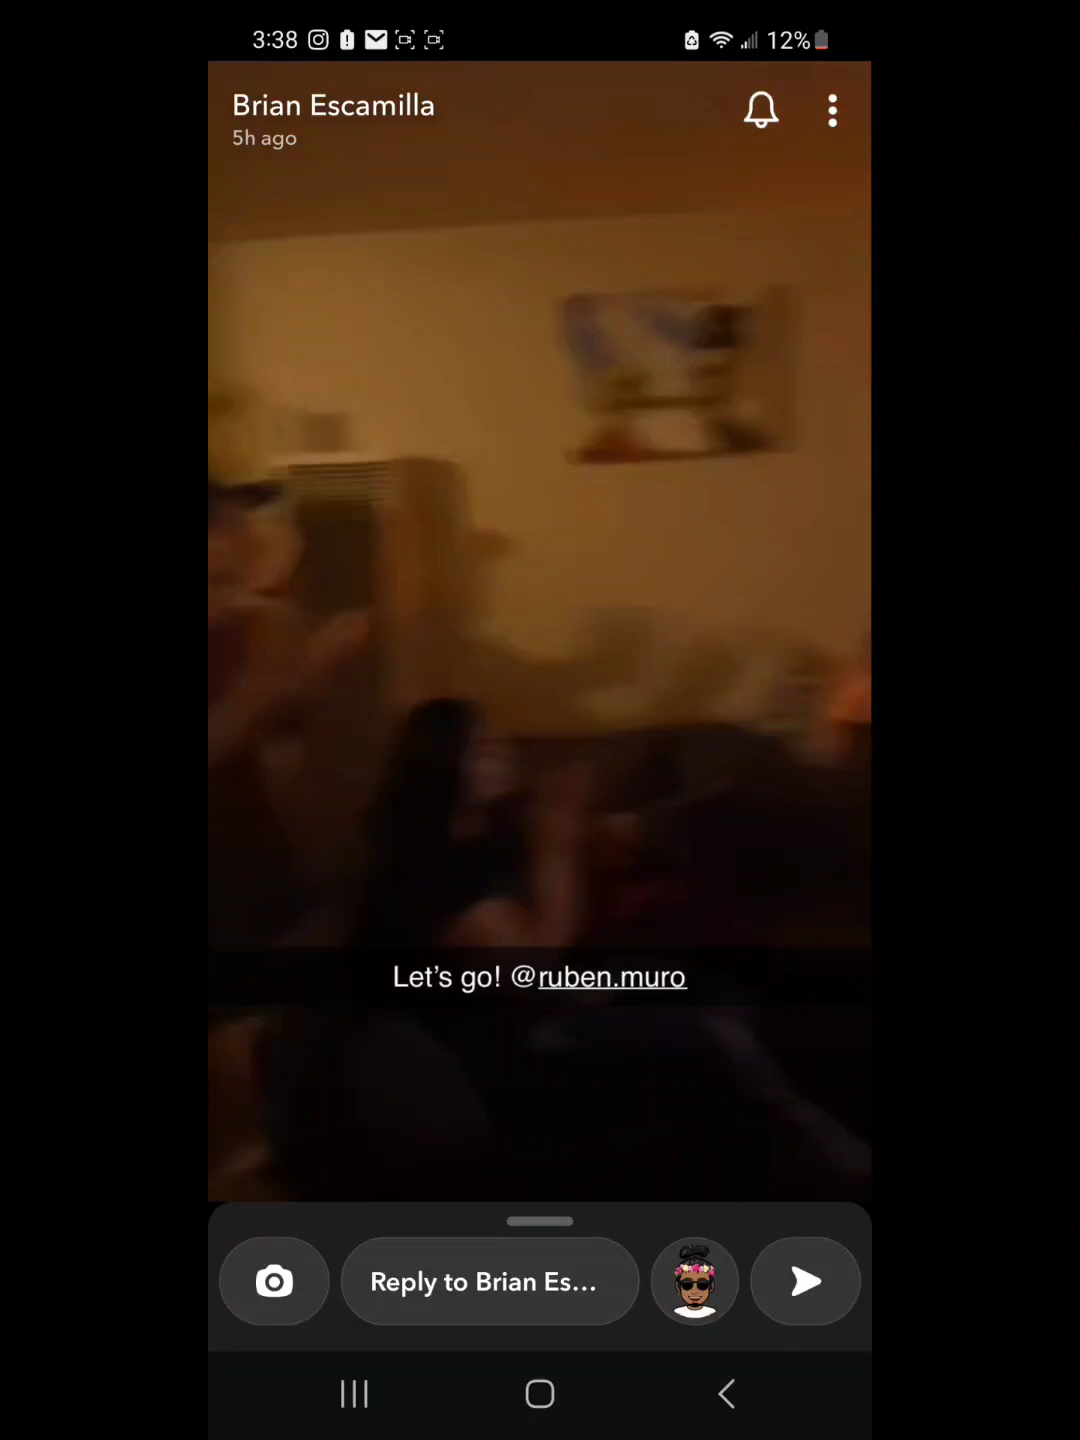 3:38
12%
Brian Escamilla
5h ago
Let's go! @ruben.muro
Reply to Brian Es...